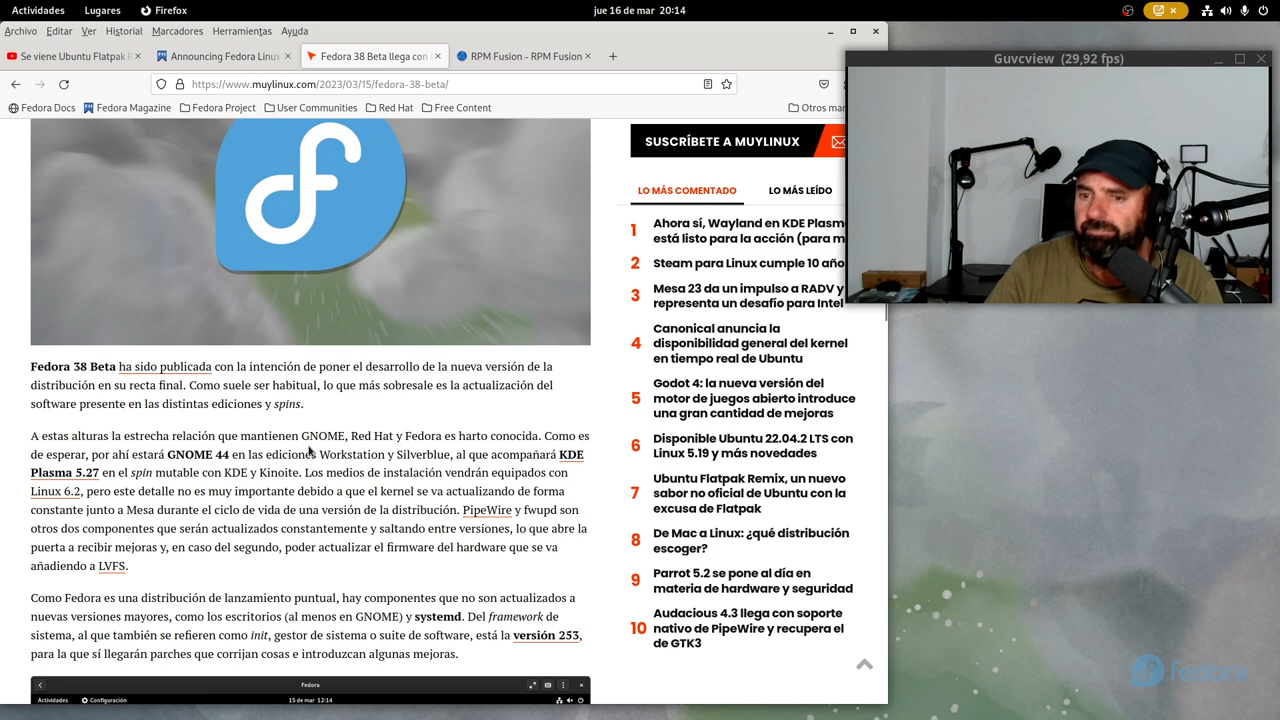 Actividades Lugares Firefox jue 16 de mar 20:14
Archivo Editar Ver Historial Marcadores Herramientas Ayuda
Se viene Ubuntu Flatpak Announcing Fedora Linux Fedora 38 Beta llega con RPM Fusion - RPM Fusion
https://www.muylinux.com/2023/03/15/fedora-38-beta/
Fedora Docs Fedora Magazine Fedora Project User Communities Red Hat Free Content Otros mar
Guvcview (29,92 fps)
Fedora 38 Beta ha sido publicada con la intención de poner el desarrollo de la nueva versión de la
distribución en su recta final. Como suele ser habitual, lo que más sobresale es la actualización del
software presente en las distintas ediciones y spins.
A estas alturas la estrecha relación que mantienen GNOME, Red Hat y Fedora es harto conocida. Como es
de esperar, por ahí estará GNOME 44 en las ediciones Workstation y Silverblue, al que acompañará KDE
Plasma 5.27 en el spin mutable con KDE y Kinoite. Los medios de instalación vendrán equipados con
Linux 6.2, pero este detalle no es muy importante debido a que el kernel se va actualizando de forma
constante junto a Mesa durante el ciclo de vida de una versión de la distribución. PipeWire y fwupd son
otros dos componentes que serán actualizados constantemente y saltando entre versiones, lo que abre la
puerta a recibir mejoras y, en caso del segundo, poder actualizar el firmware del hardware que se va
añadiendo a LVFS.
Como Fedora es una distribución de lanzamiento puntual, hay componentes que no son actualizados a
nuevas versiones mayores, como los escritorios (al menos en GNOME) y systemd. Del framework de
sistema, al que también se refieren como init, gestor de sistema o suite de software, está la versión 253,
para la que sí llegarán parches que corrijan cosas e introduzcan algunas mejoras.
Fedora
Actividades Configuración 15 de mar 12:14
SUSCRÍBETE A MUYLINUX
LO MÁS COMENTADO LO MÁS LEÍDO
1 Ahora sí, Wayland en KDE Plasm
está listo para la acción (para m
2 Steam para Linux cumple 10 año
3 Mesa 23 da un impulso a RADV y
representa un desafío para Intel
4 Canonical anuncia la
disponibilidad general del kernel
en tiempo real de Ubuntu
5 Godot 4: la nueva versión del
motor de juegos abierto introduce
una gran cantidad de mejoras
6 Disponible Ubuntu 22.04.2 LTS con
Linux 5.19 y más novedades
7 Ubuntu Flatpak Remix, un nuevo
sabor no oficial de Ubuntu con la
excusa de Flatpak
8 De Mac a Linux: ¿qué distribución
escoger?
9 Parrot 5.2 se pone al día en
materia de hardware y seguridad
10 Audacious 4.3 llega con soporte
nativo de PipeWire y recupera el
de GTK3
fedora